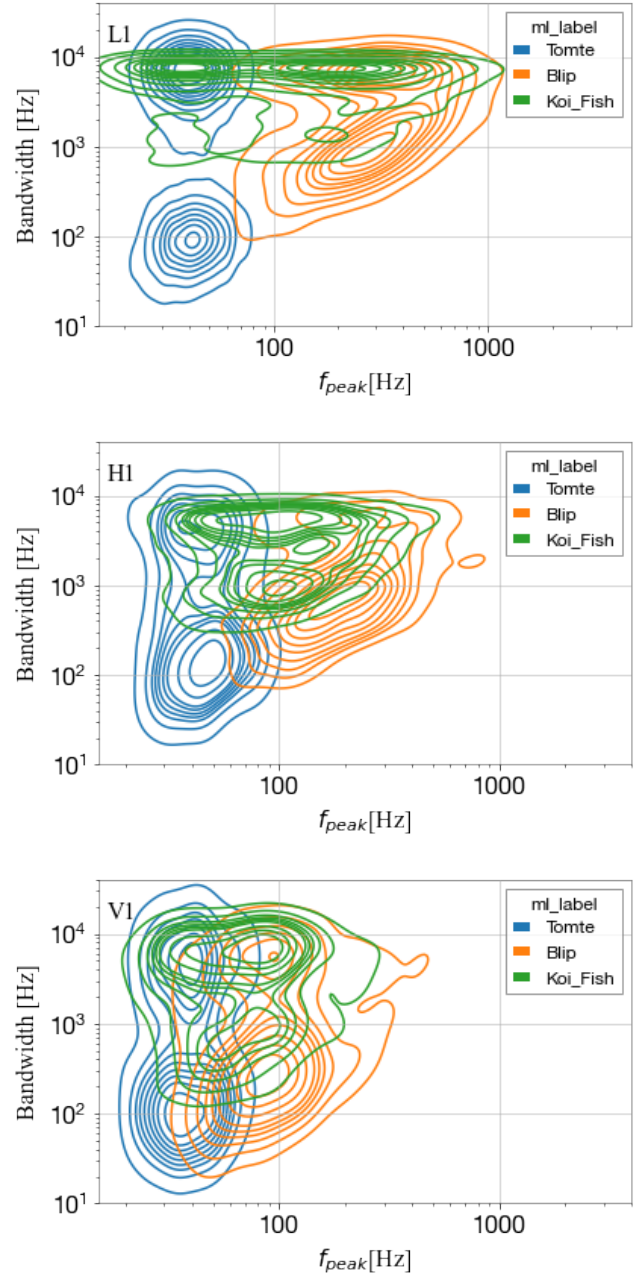 L1
ml_label
Tomte
Blip
Koi_Fish
Bandwidth [Hz]
10⁴
10³
10²
10¹
100
1000
f_peak[Hz]
H1
ml_label
Tomte
Blip
Koi_Fish
Bandwidth [Hz]
10⁴
10³
10²
10¹
100
1000
f_peak[Hz]
V1
ml_label
Tomte
Blip
Koi_Fish
Bandwidth [Hz]
10⁴
10³
10²
10¹
100
1000
f_peak[Hz]